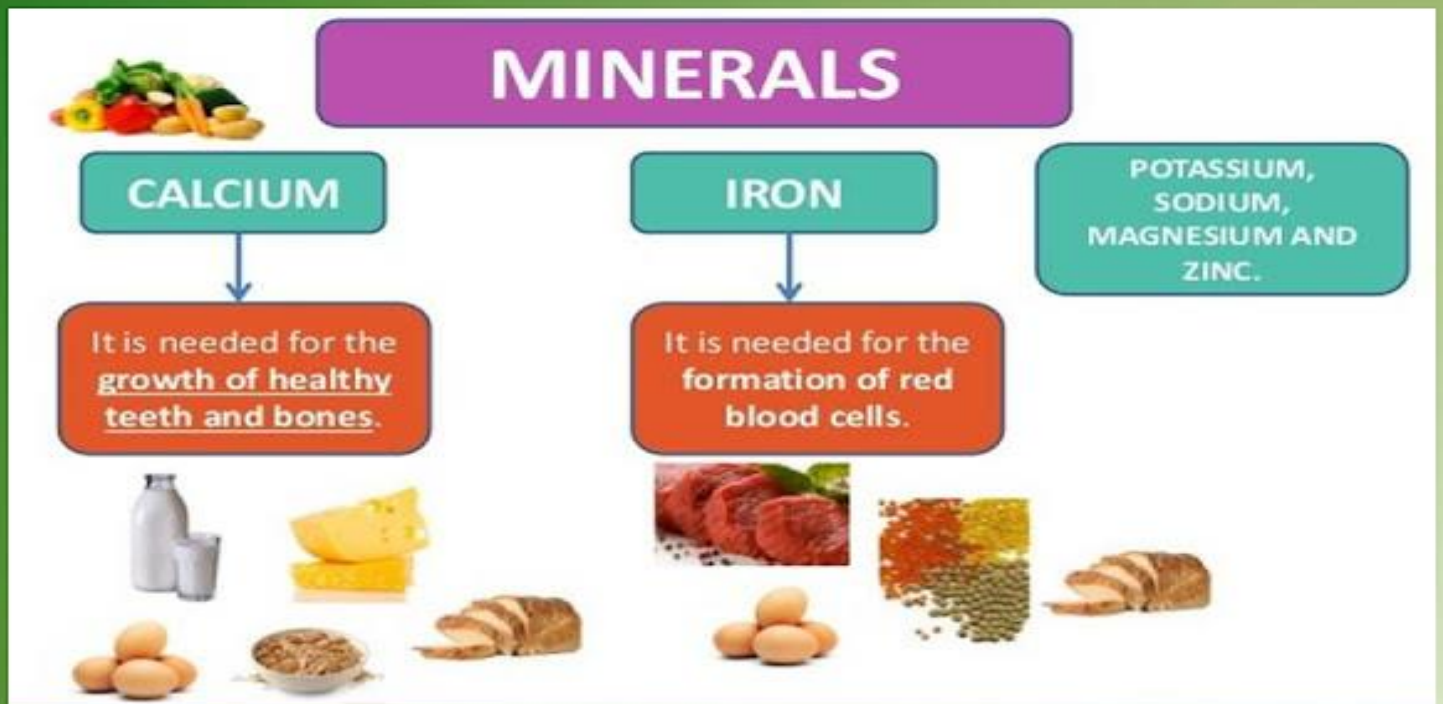 MINERALS
CALCIUM
It is needed for the
growth of healthy
teeth and bones.
IRON
It is needed for the
formation of red
blood cells.
POTASSIUM,
SODIUM,
MAGNESIUM AND
ZINC.